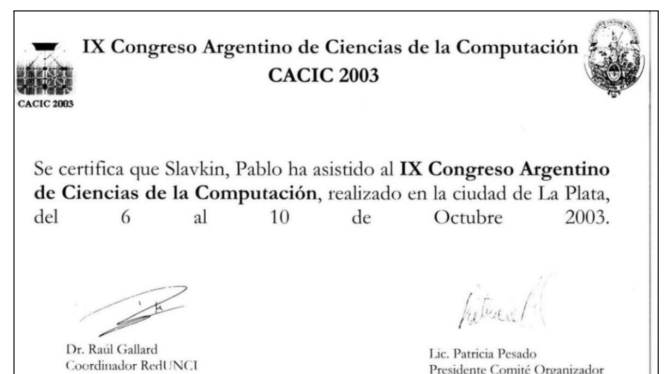 IX Congreso Argentino de Ciencias de la Computación
CACIC 2003
CACIC 2003
Se certifica que Slavkin, Pablo ha asistido al IX Congreso Argentino
de Ciencias de la Computación, realizado en la ciudad de La Plata,
del 6 al 10 de Octubre 2003.
Dr. Raúl Gallard
Coordinador RedUNCI
Lic. Patricia Pesado
Presidente Comité Organizador